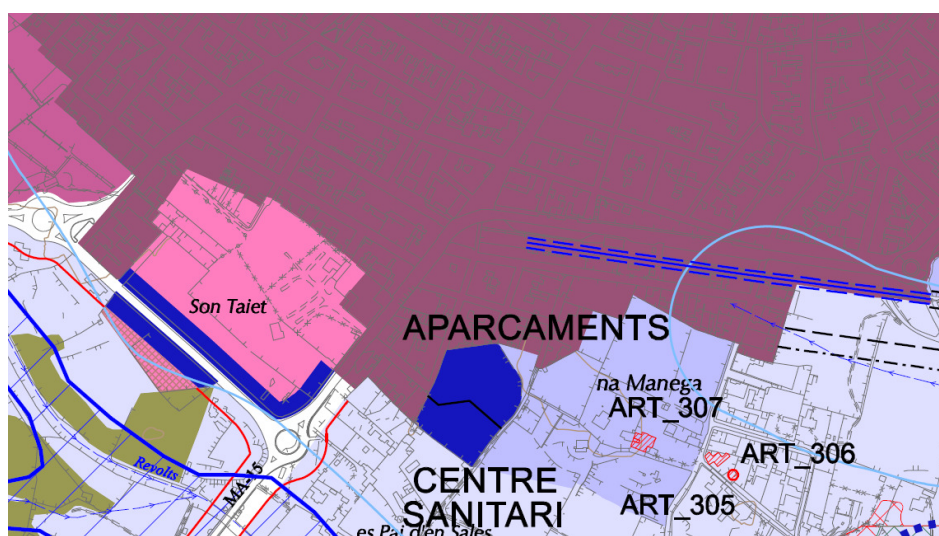 Son Taiet
APARCAMENTS
na Manega
ART_307
ART_306
Revolts
MA-15
CENTRE
SANITARI
ART_305
es Pai d'en Sales